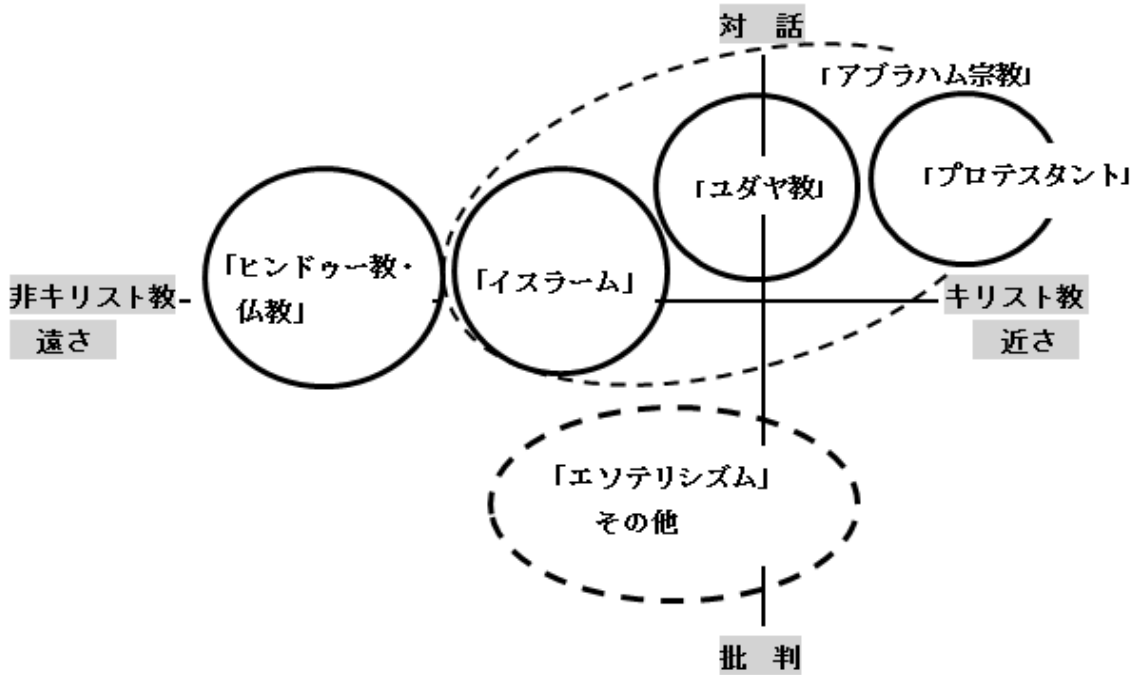 対 話
「アブラハム宗教」
「ユダヤ教」
「プロテスタント」
「ヒンドゥー教・
仏教」
「イスラーム」
非キリスト教
遠さ
キリスト教
近さ
「エソテリシズム」
その他
批 判